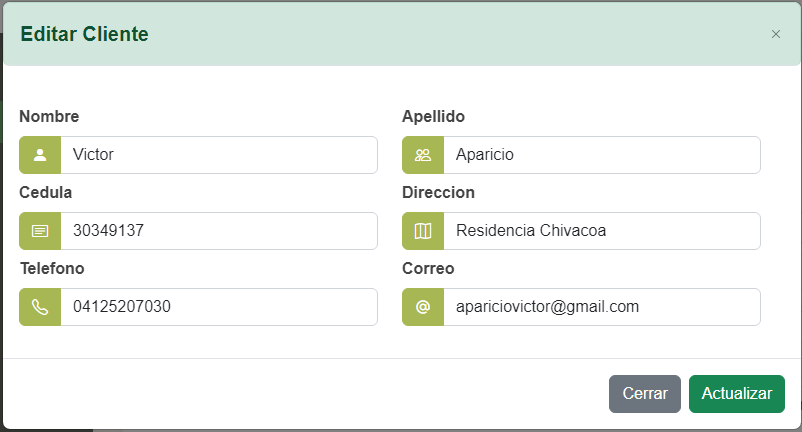 Editar Cliente
Nombre
Apellido
Victor
Aparicio
Cedula
Direccion
30349137
Residencia Chivacoa
Telefono
Correo
04125207030
apariciovictor@gmail.com
Cerrar
Actualizar